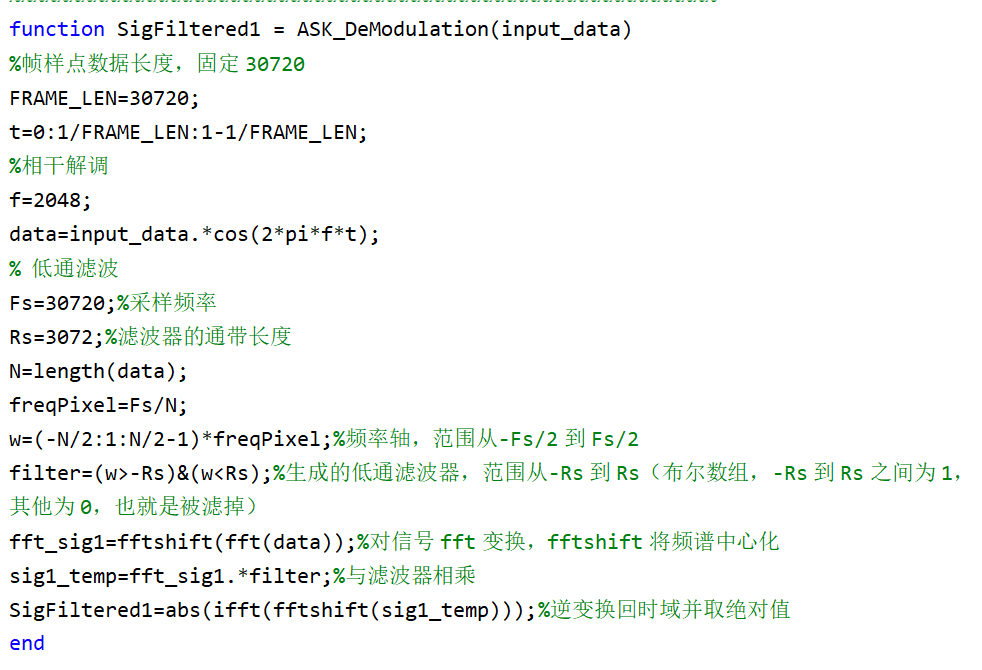 function SigFiltered1 = ASK_DeModulation(input_data)
%帧样点数据长度，固定 30720
FRAME_LEN=30720;
t=0:1/FRAME_LEN:1-1/FRAME_LEN;
%相干解调
f=2048;
data=input_data.*cos(2*pi*f*t);
% 低通滤波
Fs=30720;%采样频率
Rs=3072;%滤波器的通带长度
N=length(data);
freqPixel=Fs/N;
w=(-N/2:1:N/2-1)*freqPixel;%频率轴，范围从-Fs/2 到 Fs/2
filter=(w>-Rs)&(w<Rs);%生成的低通滤波器，范围从-Rs 到 Rs（布尔数组，-Rs 到 Rs 之间为 1，
其他为 0，也就是被滤掉）
fft_sig1=fftshift(fft(data));%对信号 fft 变换，fftshift 将频谱中心化
sig1_temp=fft_sig1.*filter;%与滤波器相乘
SigFiltered1=abs(ifft(fftshift(sig1_temp)));%逆变换回时域并取绝对值
end